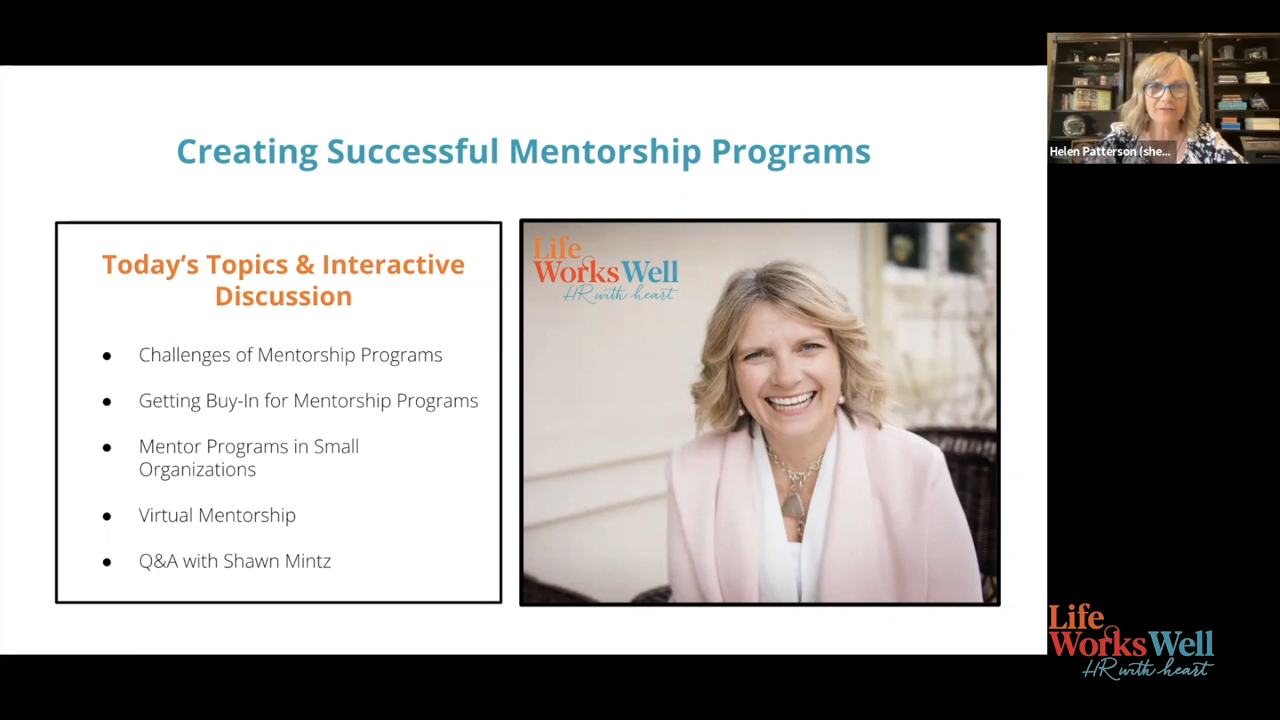 Creating Successful Mentorship Programs
Today's Topics & Interactive
Discussion
● Challenges of Mentorship Programs
● Getting Buy-In for Mentorship Programs
● Mentor Programs in Small
Organizations
● Virtual Mentorship
● Q&A with Shawn Mintz
Life
Works Well
HR with heart
Helen Patterson (she...
Life
Works Well
HR with heart